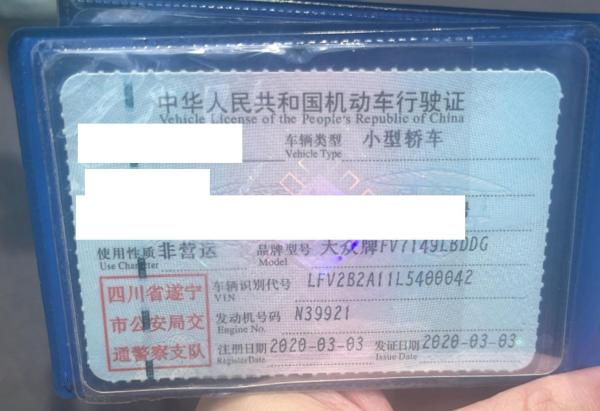 中华人民共和国机动车行驶证
Vehicle License of the People's Republic of China
车辆类型 小型轿车
Vehicle Type
使用性质 非营运 品牌型号 大众牌FV7149LBDDG
Use Character Model
车辆识别代号 LFV2B2A11L5400042
VIN
发动机号码 N39921
Engine No.
注册日期 2020-03-03 发证日期 2020-03-03
Register Date Issue Date
四川省遂宁
市公安局交
通警察支队